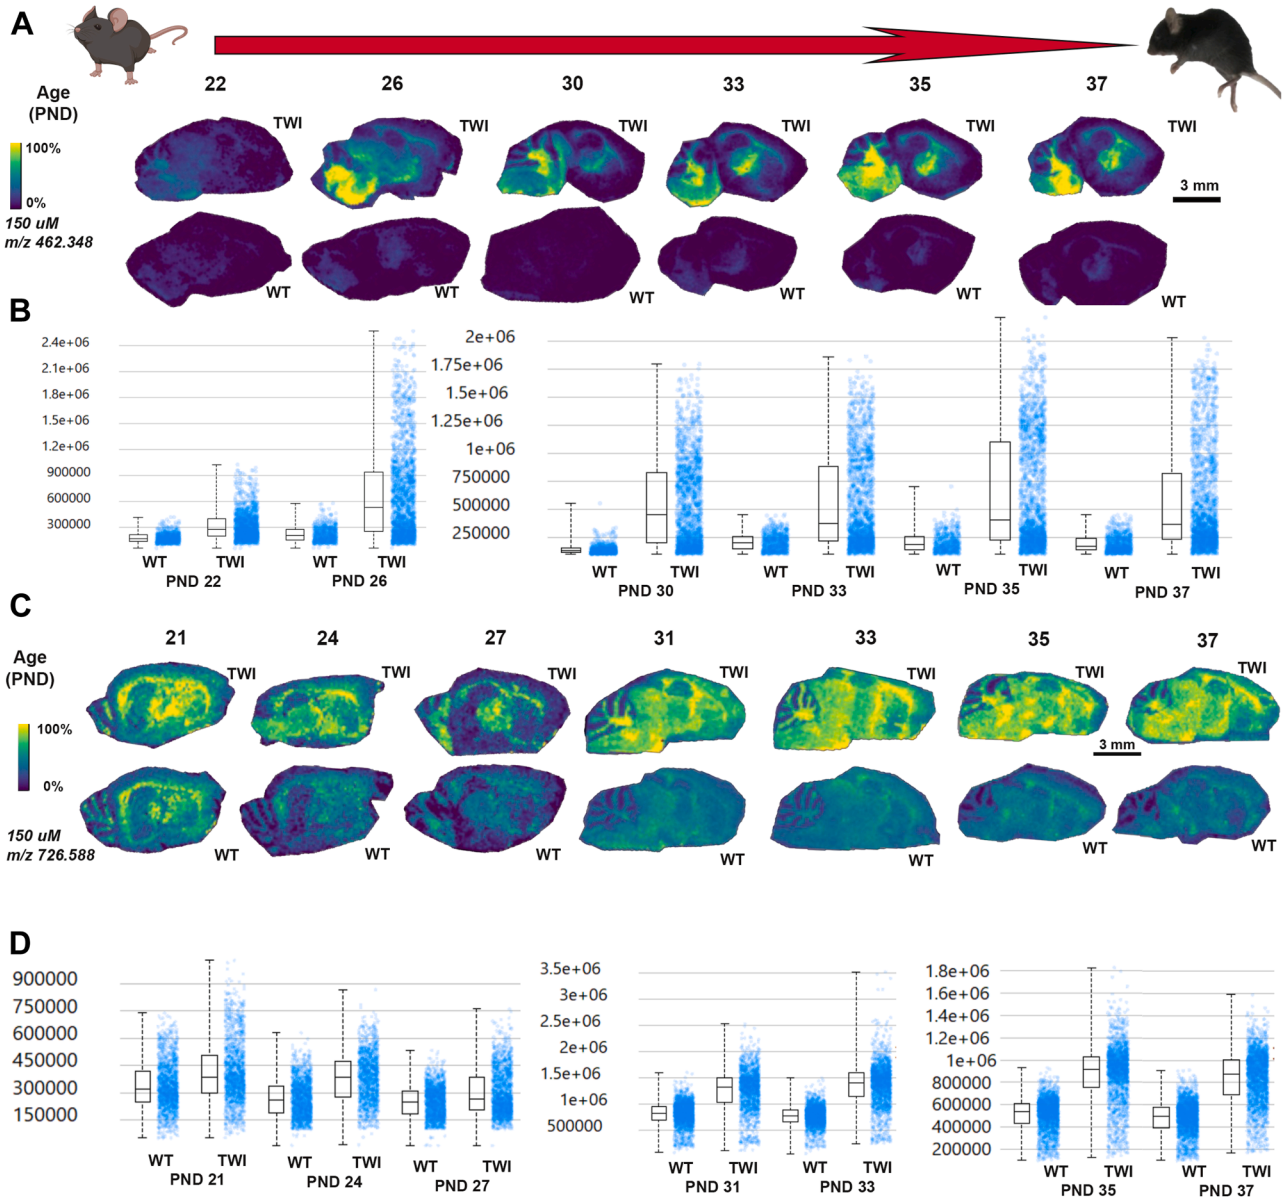 A
22 26 30 33 35 37
Age
(PND)
TWI TWI TWI TWI TWI TWI
100%
0%
3 mm
150 uM
m/z 462.348
WT WT WT WT WT WT
B
2.4e+06
2.1e+06
1.8e+06
1.5e+06
1.2e+06
900000
600000
300000
WT TWI WT TWI
PND 22 PND 26
2e+06
1.75e+06
1.5e+06
1.25e+06
1e+06
750000
500000
250000
WT TWI WT TWI WT TWI WT TWI
PND 30 PND 33 PND 35 PND 37
C
21 24 27 31 33 35 37
Age
(PND)
TWI TWI TWI TWI TWI TWI TWI
100%
0%
3 mm
150 uM
m/z 726.588
WT WT WT WT WT WT WT
D
900000
750000
600000
450000
300000
150000
WT TWI WT TWI WT TWI
PND 21 PND 24 PND 27
3.5e+06
3e+06
2.5e+06
2e+06
1.5e+06
1e+06
500000
WT TWI WT TWI
PND 31 PND 33
1.8e+06
1.6e+06
1.2e+06
1.2e+06
1e+06
800000
600000
400000
200000
WT TWI WT TWI
PND 35 PND 37